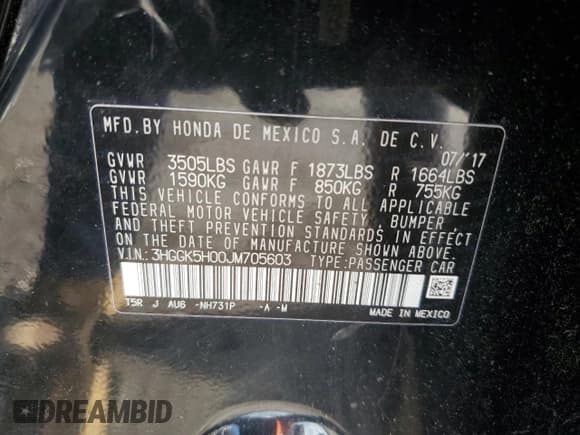 MFD. BY HONDA DE MEXICO S.A. DE C.V.
07/'17
GVWR 3505LBS GAWR F 1873LBS R 1664LBS
GVWR 1590KG GAWR F 850KG R 755KG
THIS VEHICLE CONFORMS TO ALL APPLICABLE
FEDERAL MOTOR VEHICLE SAFETY, BUMPER,
AND THEFT PREVENTION STANDARDS IN EFFECT
ON THE DATE OF MANUFACTURE SHOWN ABOVE.
V.I.N.: 3HGGK5H00JM705603 TYPE:PASSENGER CAR
T5R J AUG -NH731P -A -M
MADE IN MEXICO
DREAMBID